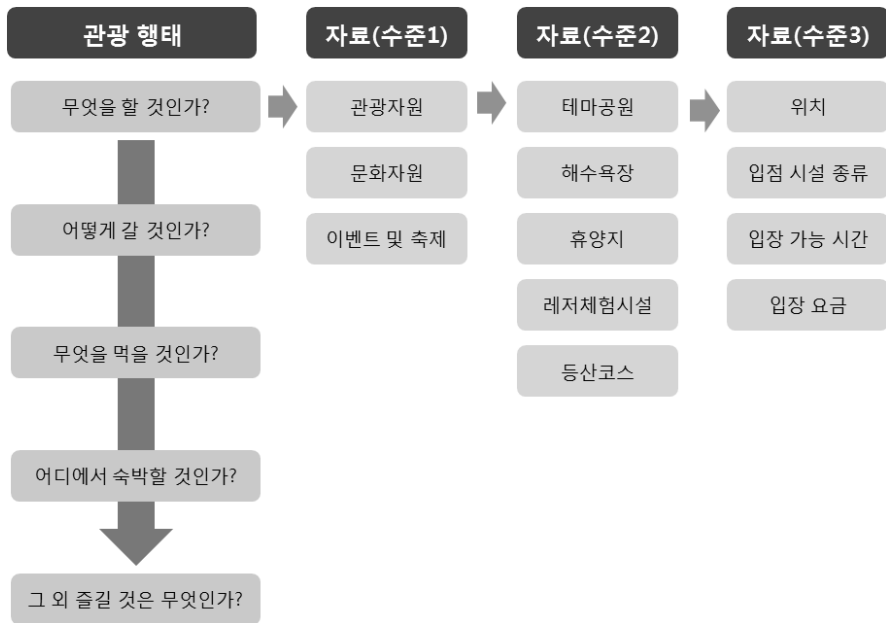 관광 행태
자료(수준1)
자료(수준2)
자료(수준3)
무엇을 할 것인가?
관광자원
테마공원
위치
문화자원
해수욕장
입점 시설 종류
어떻게 갈 것인가?
이벤트 및 축제
휴양지
입장 가능 시간
레저체험시설
입장 요금
무엇을 먹을 것인가?
등산코스
어디에서 숙박할 것인가?
그 외 즐길 것은 무엇인가?